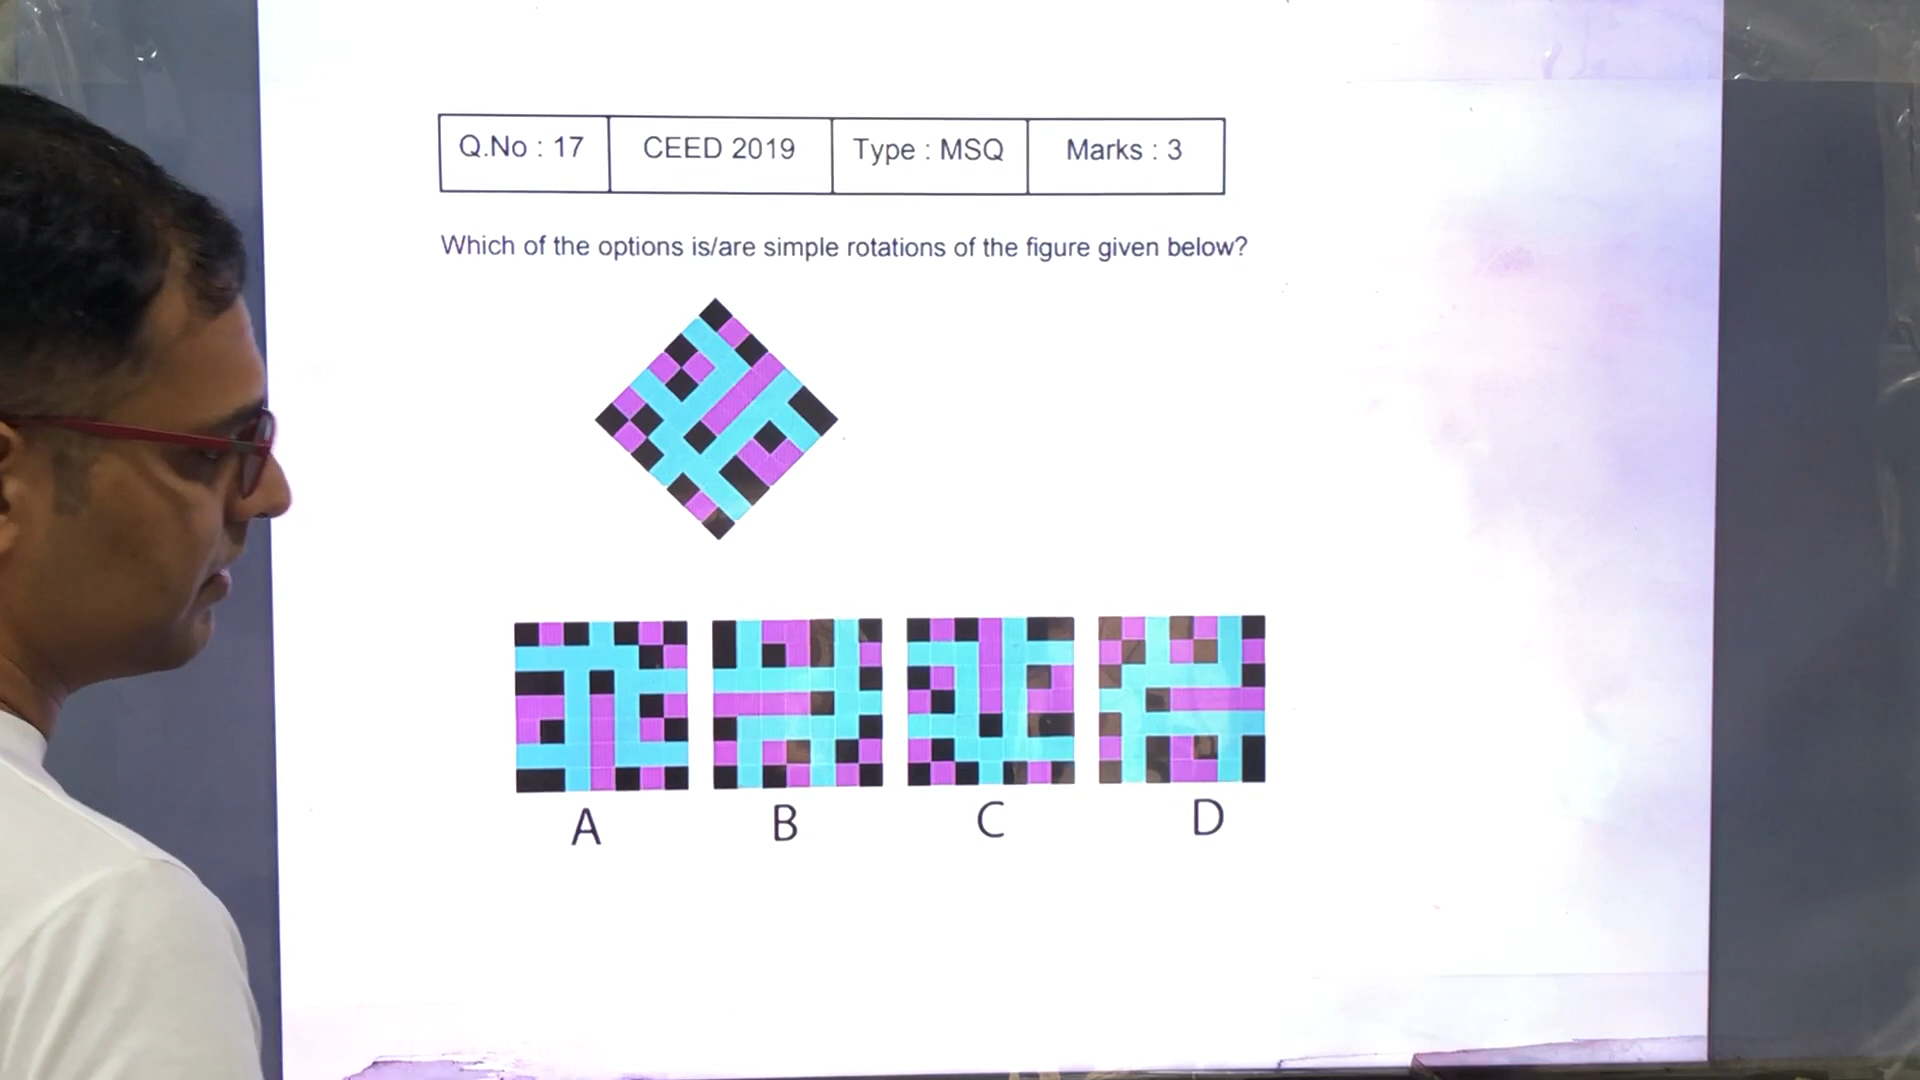 Q.No : 17 CEED 2019 Type : MSQ Marks : 3
Which of the options is/are simple rotations of the figure given below?
A B C D